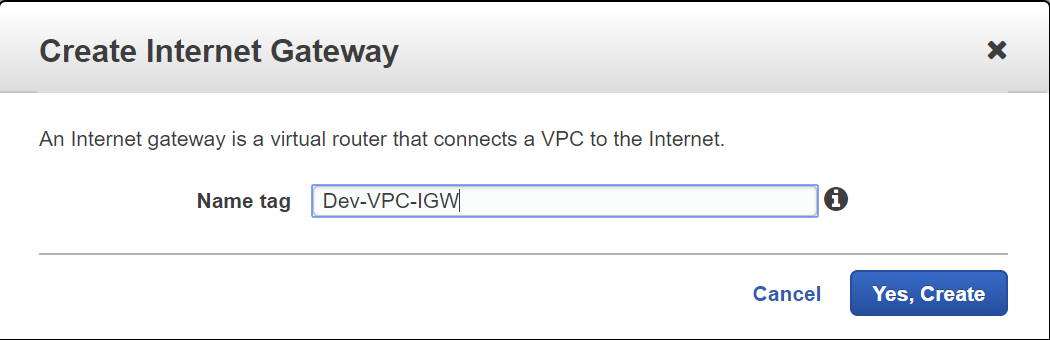 Create Internet Gateway
An Internet gateway is a virtual router that connects a VPC to the Internet.
Name tag Dev-VPC-IGW
Cancel Yes, Create